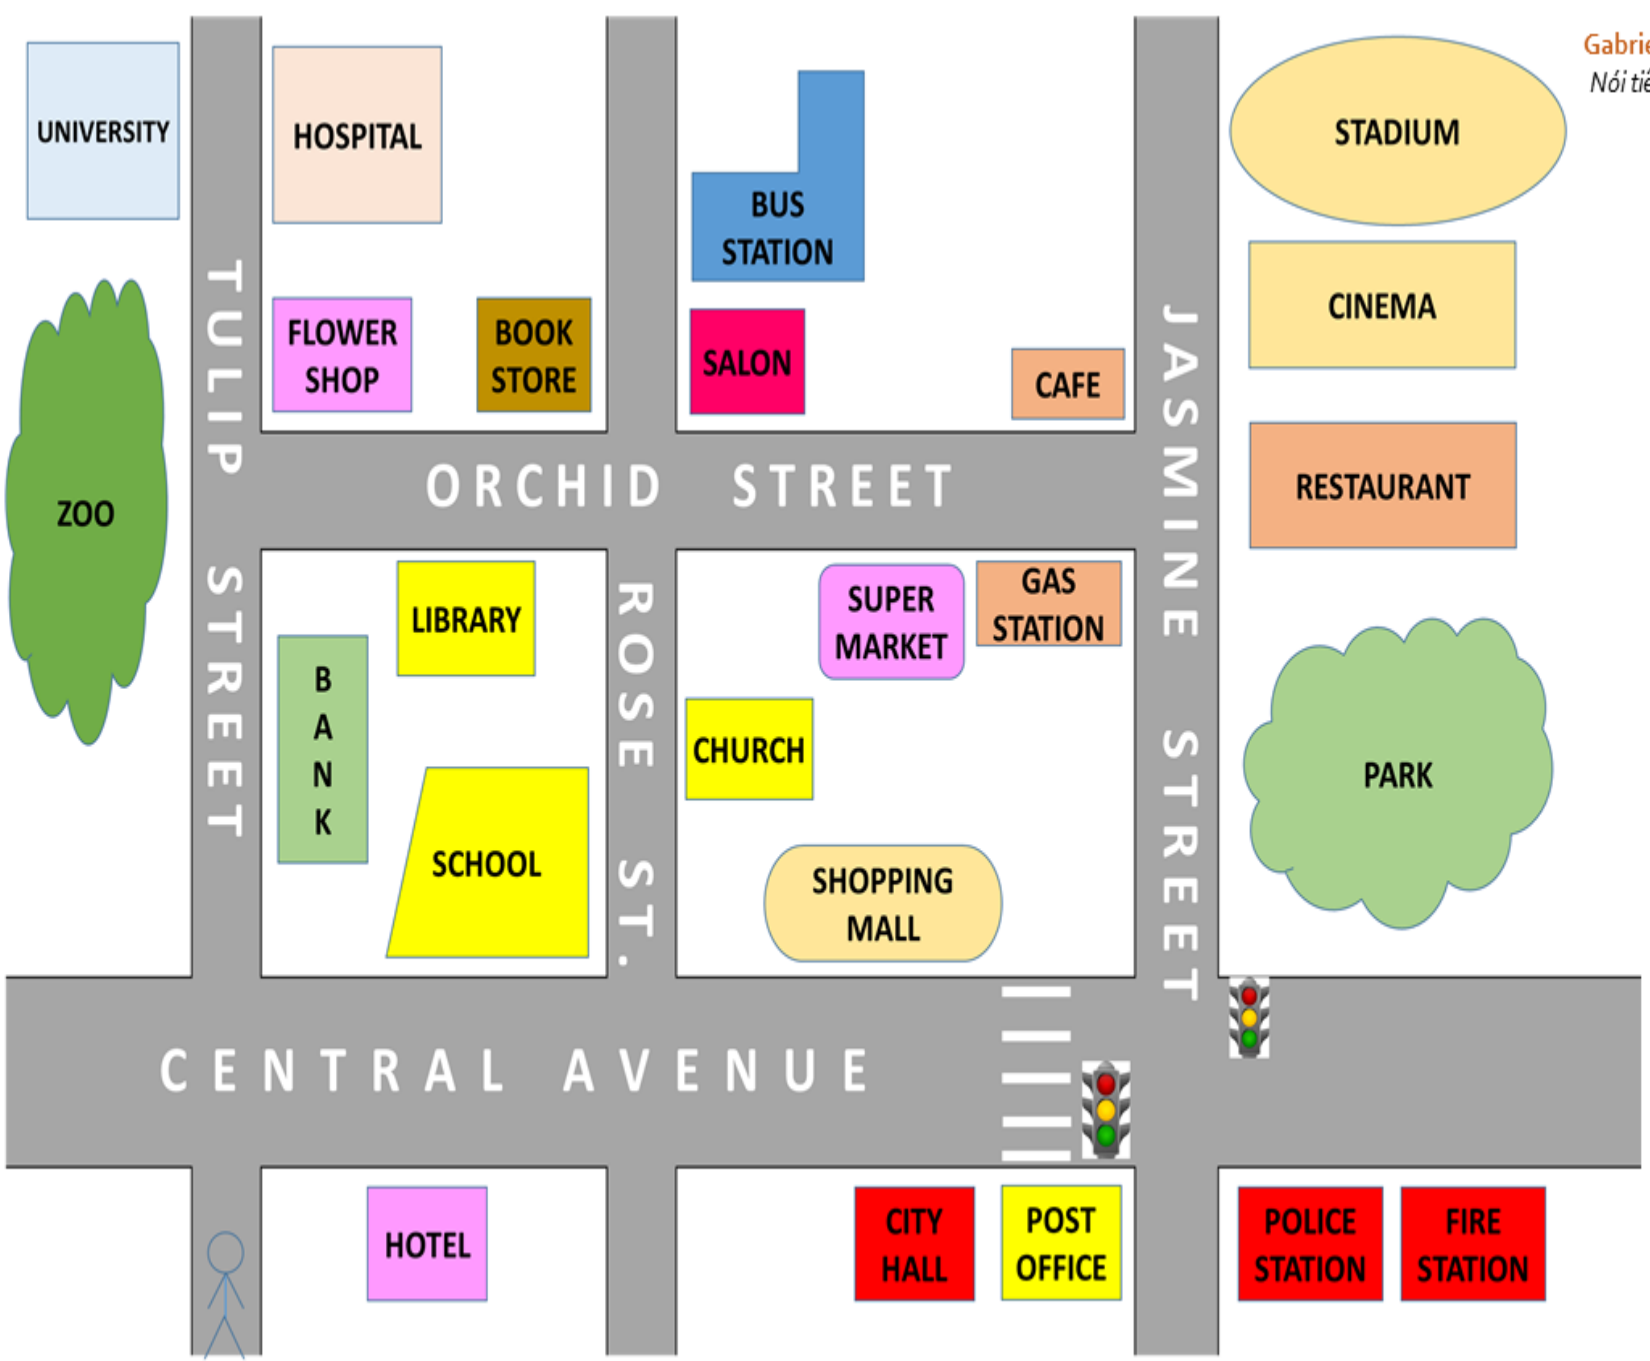 UNIVERSITY
HOSPITAL
BUS
STATION
STADIUM
Gabrie
Nói tiế
CINEMA
FLOWER
SHOP
BOOK
STORE
SALON
CAFE
TULIP STREET
ZOO
ORCHID STREET
JASMINE STREET
RESTAURANT
LIBRARY
BANK
SCHOOL
ROSE ST.
SUPER
MARKET
GAS
STATION
CHURCH
SHOPPING
MALL
PARK
CENTRAL AVENUE
HOTEL
CITY
HALL
POST
OFFICE
POLICE
STATION
FIRE
STATION